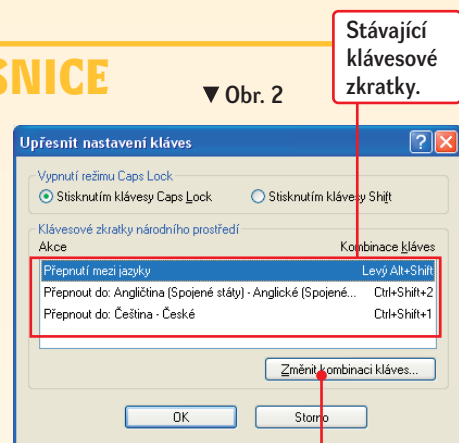 SNICE
▼ Obr. 2
Stávající
klávesové
zkratky.
Upřesnit nastavení kláves
Vypnutí režimu Caps Lock
Stisknutím klávesy Caps Lock
Stisknutím klávesy Shift
Klávesové zkratky národního prostředí
Akce Kombinace kláves
Přepnutí mezi jazyky Levý Alt+Shift
Přepnout do: Angličtina (Spojené státy) - Anglické (Spojené... Ctrl+Shift+2
Přepnout do: Čeština - České Ctrl+Shift+1
Změnit kombinaci kláves...
OK Storno